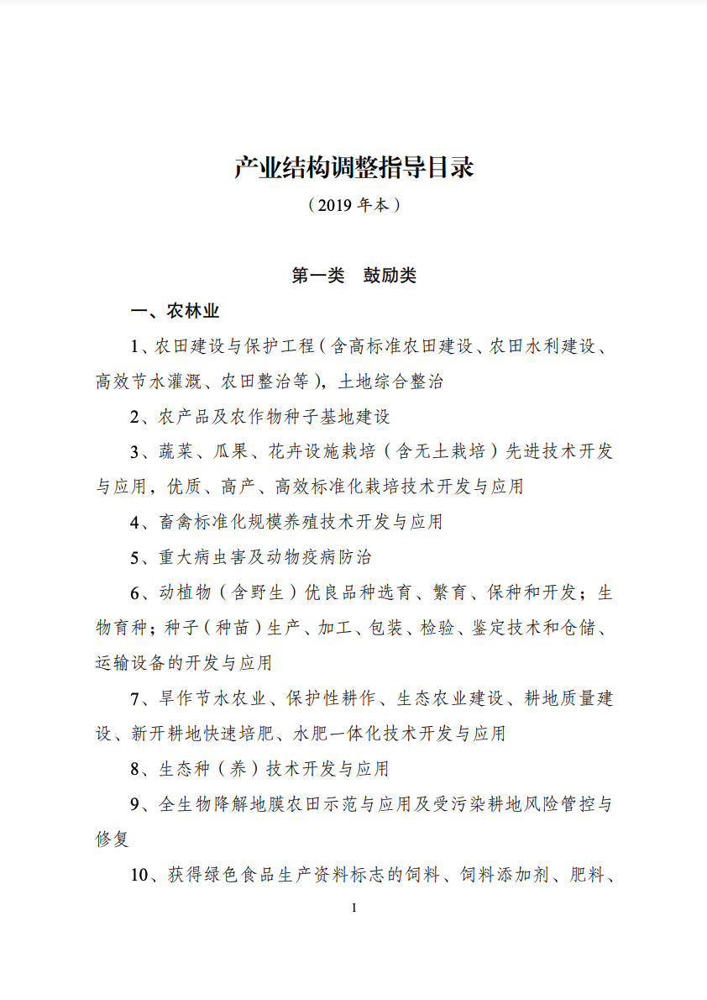 产业结构调整指导目录
（2019 年本）
第一类 鼓励类
一、农林业
1、农田建设与保护工程（含高标准农田建设、农田水利建设、
高效节水灌溉、农田整治等），土地综合整治
2、农产品及农作物种子基地建设
3、蔬菜、瓜果、花卉设施栽培（含无土栽培）先进技术开发
与应用，优质、高产、高效标准化栽培技术开发与应用
4、畜禽标准化规模养殖技术开发与应用
5、重大病虫害及动物疫病防治
6、动植物（含野生）优良品种选育、繁育、保种和开发；生
物育种；种子（种苗）生产、加工、包装、检验、鉴定技术和仓储、
运输设备的开发与应用
7、旱作节水农业、保护性耕作、生态农业建设、耕地质量建
设、新开耕地快速培肥、水肥一体化技术开发与应用
8、生态种（养）技术开发与应用
9、全生物降解地膜农田示范与应用及受污染耕地风险管控与
修复
10、获得绿色食品生产资料标志的饲料、饲料添加剂、肥料、
1